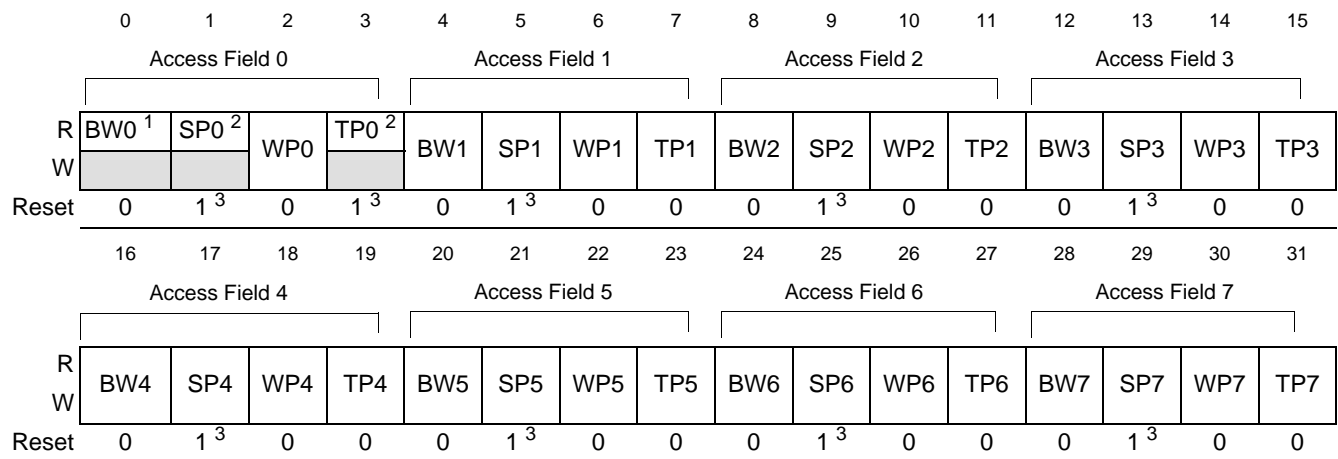 0 1 2 3 4 5 6 7 8 9 10 11 12 13 14 15
Access Field 0 Access Field 1 Access Field 2 Access Field 3
R BW0 1 SP0 2 WP0 TP0 2 BW1 SP1 WP1 TP1 BW2 SP2 WP2 TP2 BW3 SP3 WP3 TP3
W
Reset 0 1 3 0 1 3 0 1 3 0 0 0 1 3 0 0 0 1 3 0 0
16 17 18 19 20 21 22 23 24 25 26 27 28 29 30 31
Access Field 4 Access Field 5 Access Field 6 Access Field 7
R BW4 SP4 WP4 TP4 BW5 SP5 WP5 TP5 BW6 SP6 WP6 TP6 BW7 SP7 WP7 TP7
W
Reset 0 1 3 0 0 0 1 3 0 0 0 1 3 0 0 0 1 3 0 0